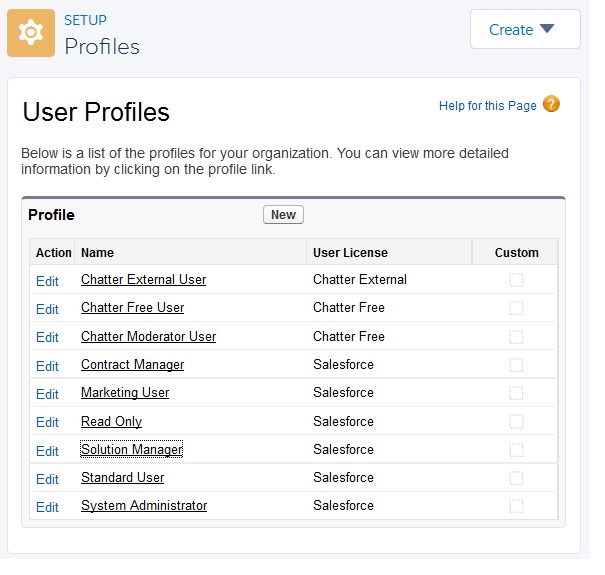 SETUP
Profiles
Create
User Profiles
Help for this Page ?
Below is a list of the profiles for your organization. You can view more detailed
information by clicking on the profile link.
Profile New
Action Name User License Custom
Edit Chatter External User Chatter External
Edit Chatter Free User Chatter Free
Edit Chatter Moderator User Chatter Free
Edit Contract Manager Salesforce
Edit Marketing User Salesforce
Edit Read Only Salesforce
Edit Solution Manager Salesforce
Edit Standard User Salesforce
Edit System Administrator Salesforce